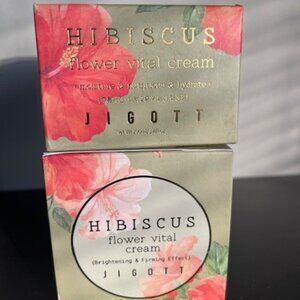 HIBISCUS
flower vital cream
JIGOTT
HIBISCUS
flower vital
cream
(Brightening & Firming Effect)
JIGOTT